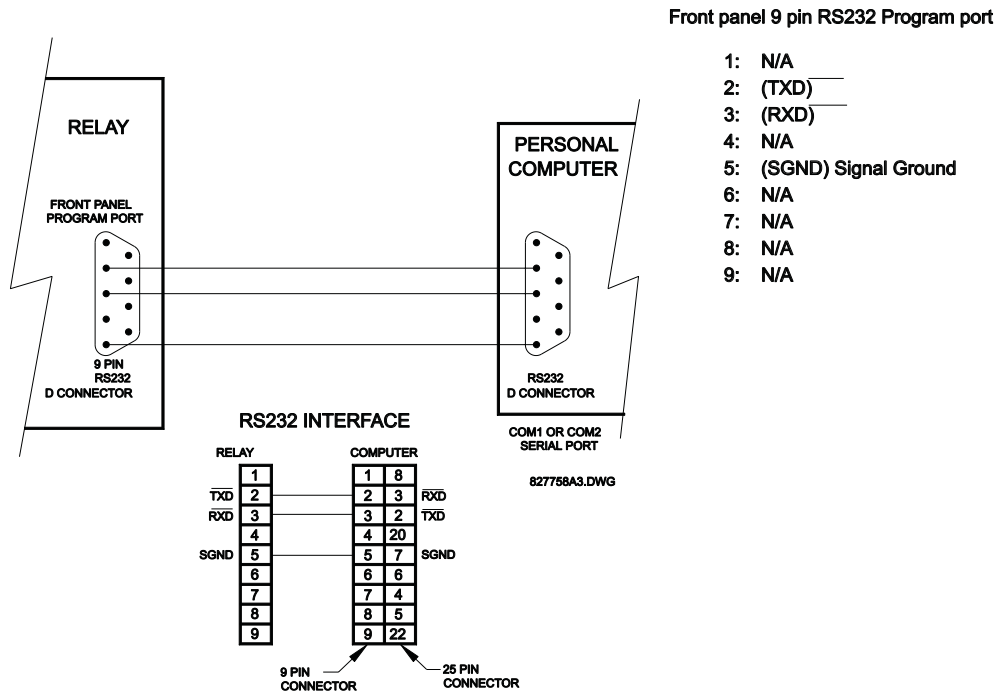 Front panel 9 pin RS232 Program port
1: N/A
2: (TXD)
3: (RXD)
4: N/A
5: (SGND) Signal Ground
6: N/A
7: N/A
8: N/A
9: N/A
RELAY
FRONT PANEL
PROGRAM PORT
9 PIN
RS232
D CONNECTOR
PERSONAL
COMPUTER
RS232
D CONNECTOR
COM1 OR COM2
SERIAL PORT
827758A3.DWG
RS232 INTERFACE
RELAY COMPUTER
1 1 8
TXD 2 2 3 RXD
RXD 3 3 2 TXD
4 4 20
SGND 5 5 7 SGND
6 6 6
7 7 4
8 8 5
9 9 22
9 PIN
CONNECTOR
25 PIN
CONNECTOR